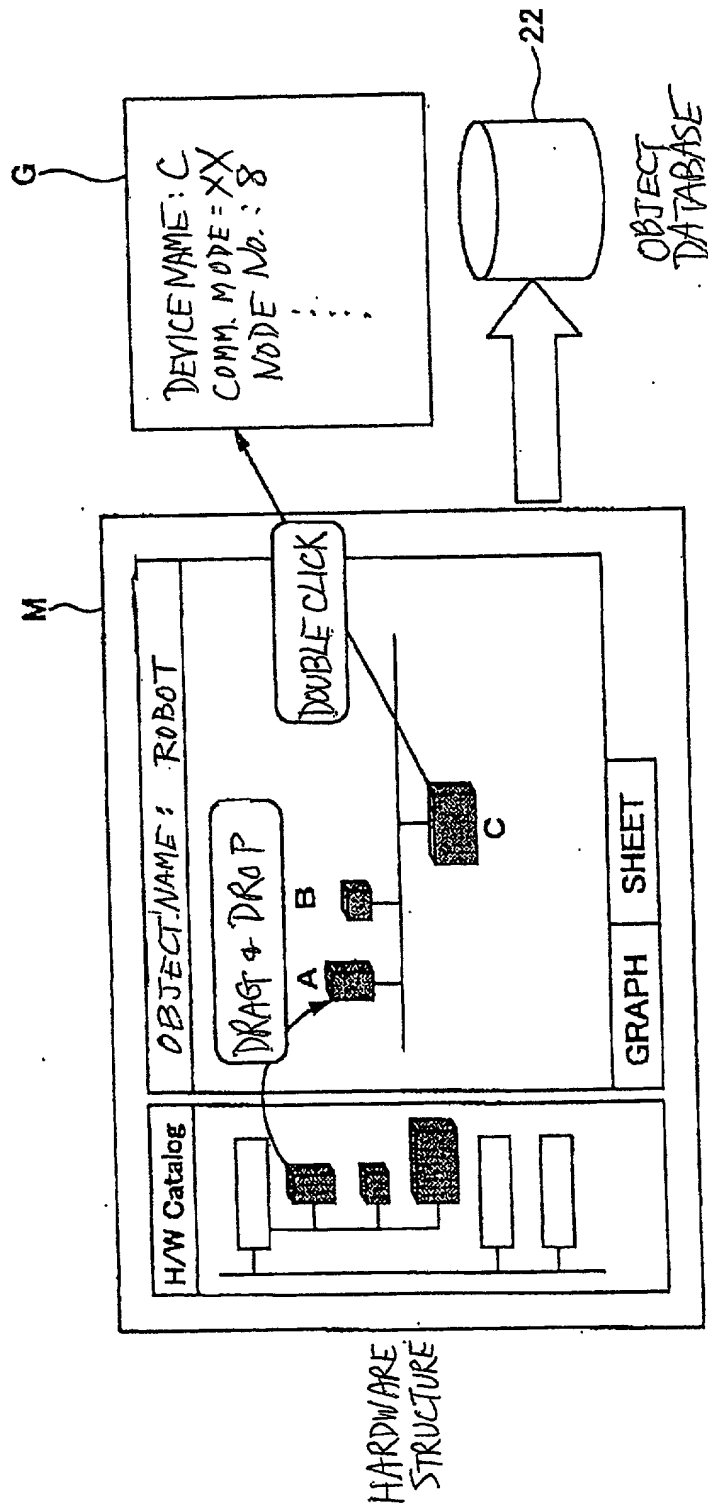 HARDWARE
STRUCTURE
M
H/W Catalog
OBJECT NAME: ROBOT
DRAG & DROP
A
B
C
DOUBLE CLICK
GRAPH
SHEET
G
DEVICE NAME: C
COMM. MODE = XX
NODE No.: 8
.....
22
OBJECT
DATABASE